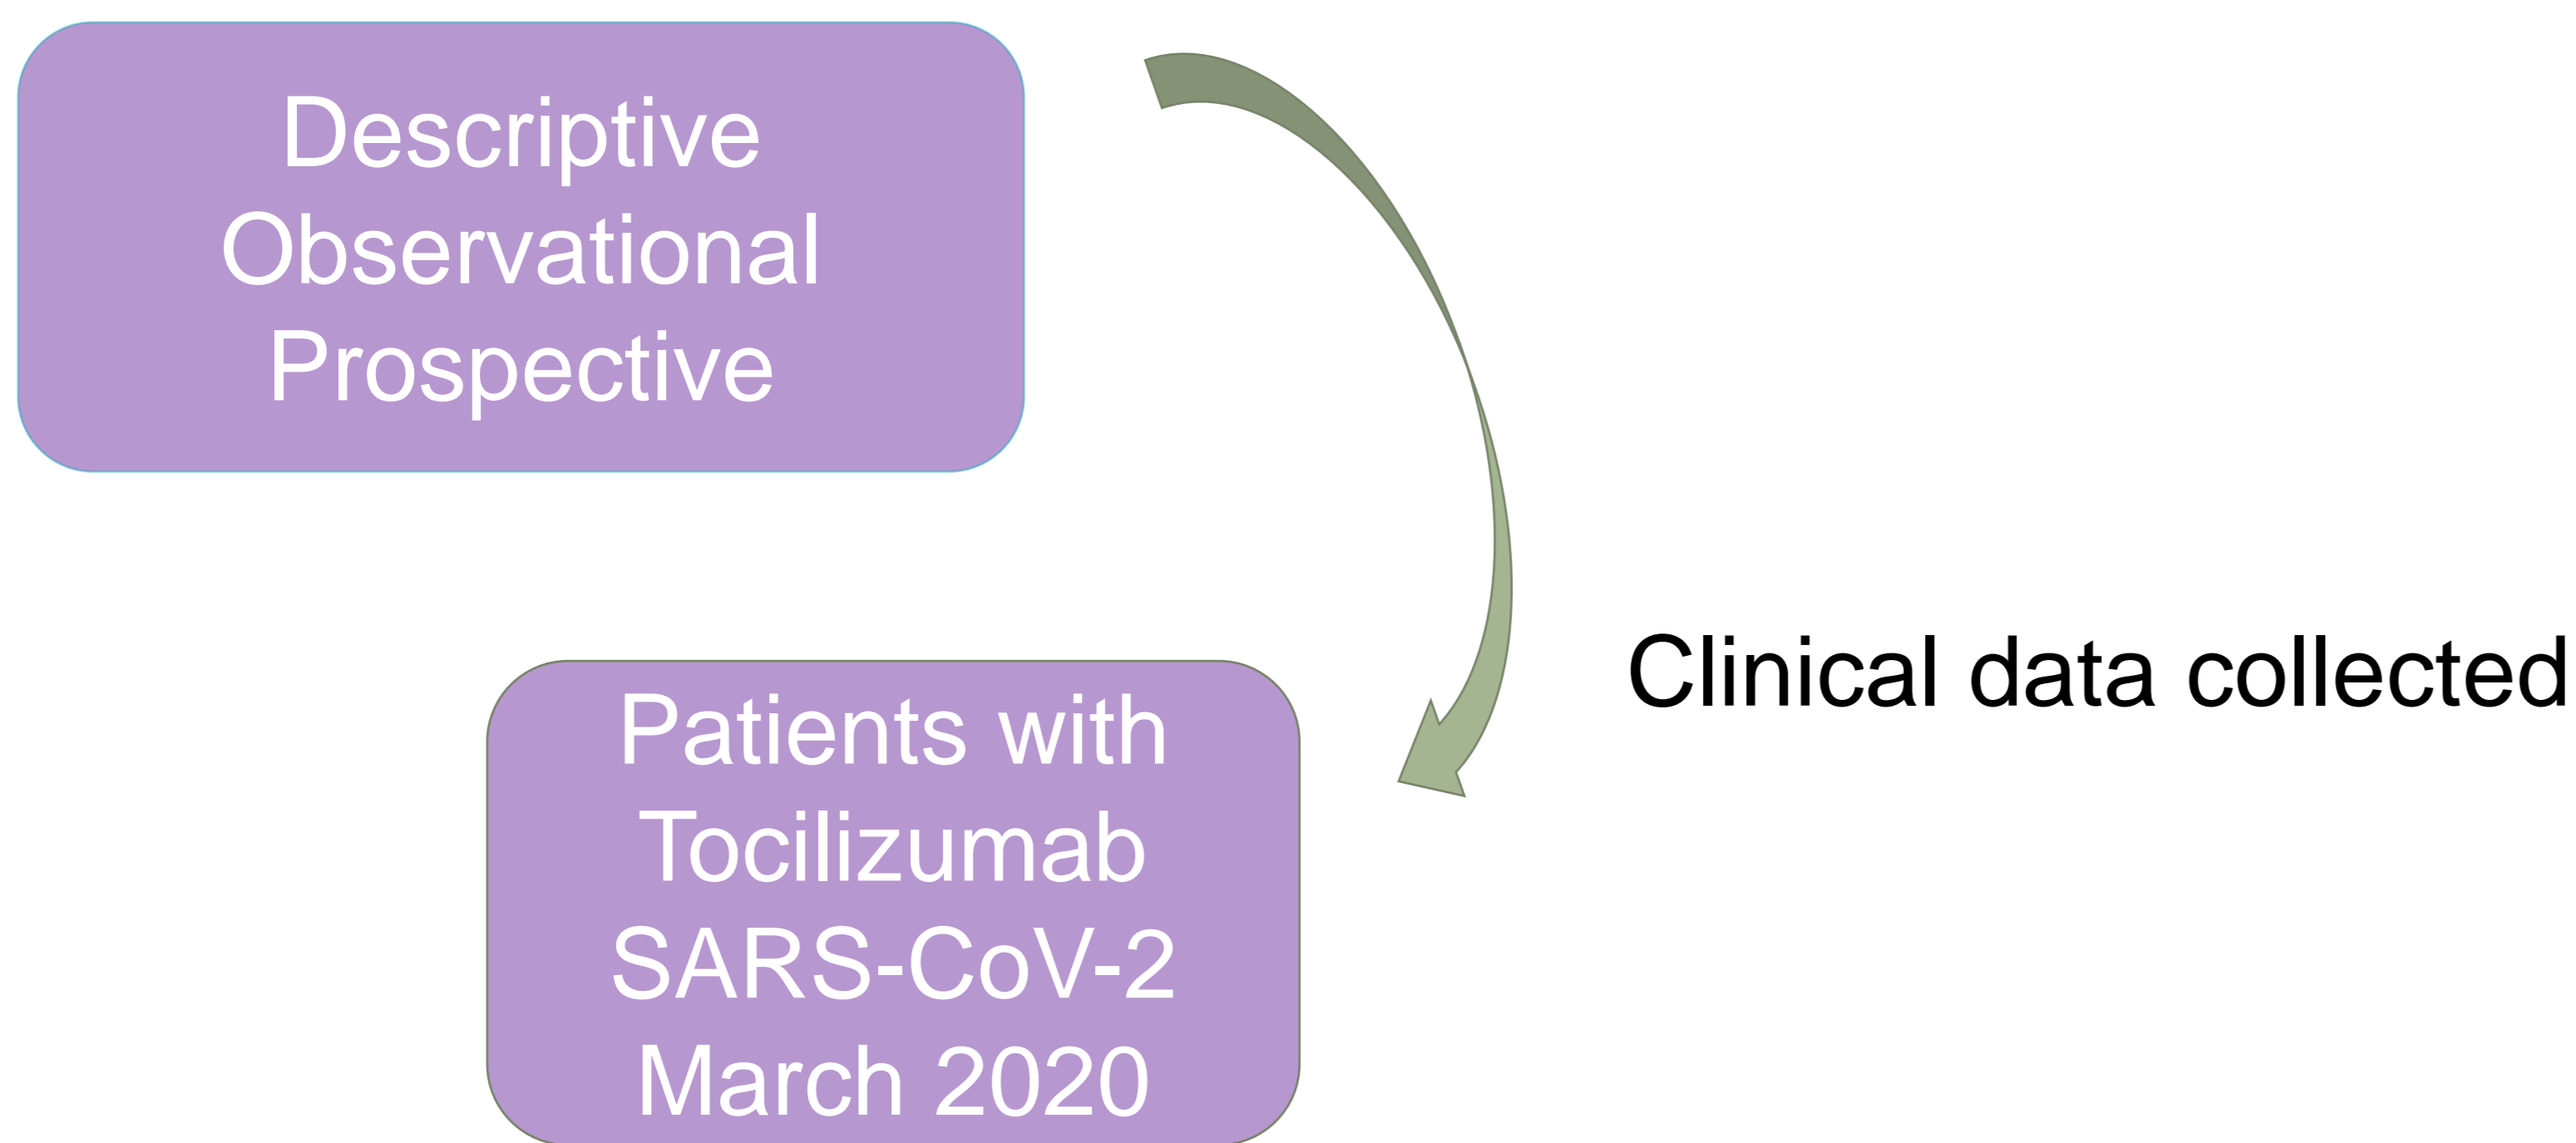 Descriptive
Observational
Prospective
Patients with
Tocilizumab
SARS-CoV-2
March 2020
Clinical data collected